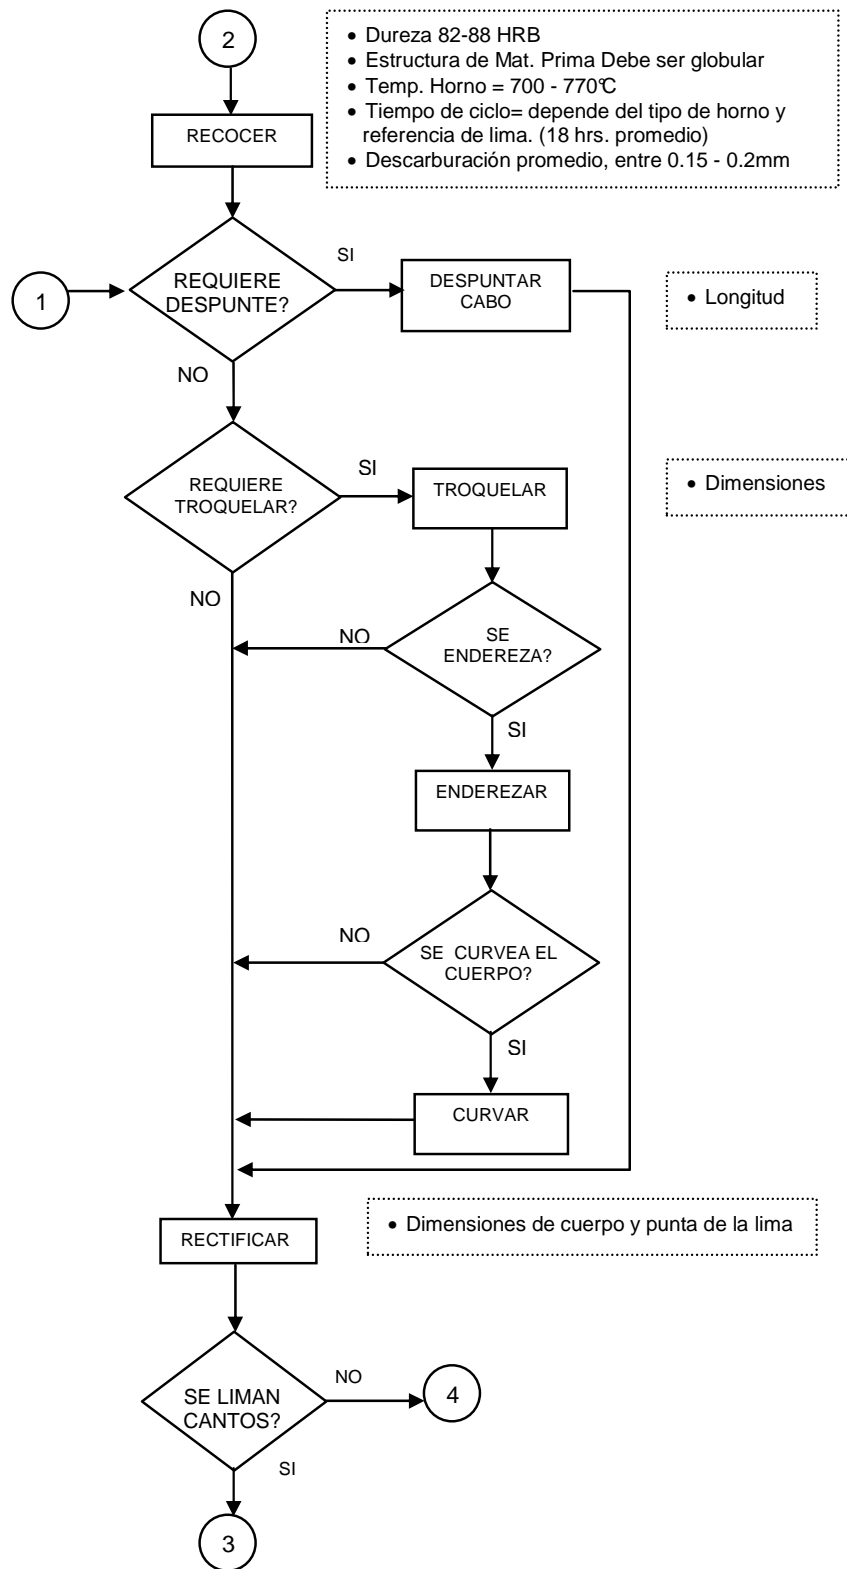 2
• Dureza 82-88 HRB
• Estructura de Mat. Prima Debe ser globular
• Temp. Horno = 700 - 770°C
• Tiempo de ciclo= depende del tipo de horno y
referencia de lima. (18 hrs. promedio)
• Descarburación promedio, entre 0.15 - 0.2mm
RECOCER
1
REQUIERE
DESPUNTE?
SI
DESPUNTAR
CABO
• Longitud
NO
REQUIERE
TROQUELAR?
SI
TROQUELAR
• Dimensiones
NO
SE
ENDEREZA?
NO
SI
ENDEREZAR
SE CURVEA EL
CUERPO?
NO
SI
CURVAR
RECTIFICAR
• Dimensiones de cuerpo y punta de la lima
SE LIMAN
CANTOS?
NO
4
SI
3